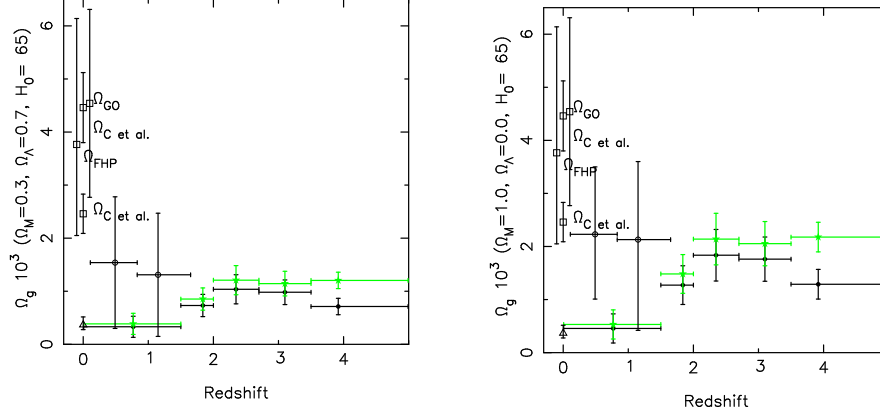 Ω_g 10^3 (Ω_M=0.3, Ω_Λ=0.7, H_0= 65)
6
4
2
0
Ω_GO
Ω_C et al.
Ω_FHP
Ω_C et al.
0 1 2 3 4
Redshift
Ω_g 10^3 (Ω_M=1.0, Ω_Λ=0.0, H_0= 65)
6
4
2
0
Ω_GO
Ω_C et al.
Ω_FHP
Ω_C et al.
0 1 2 3 4
Redshift